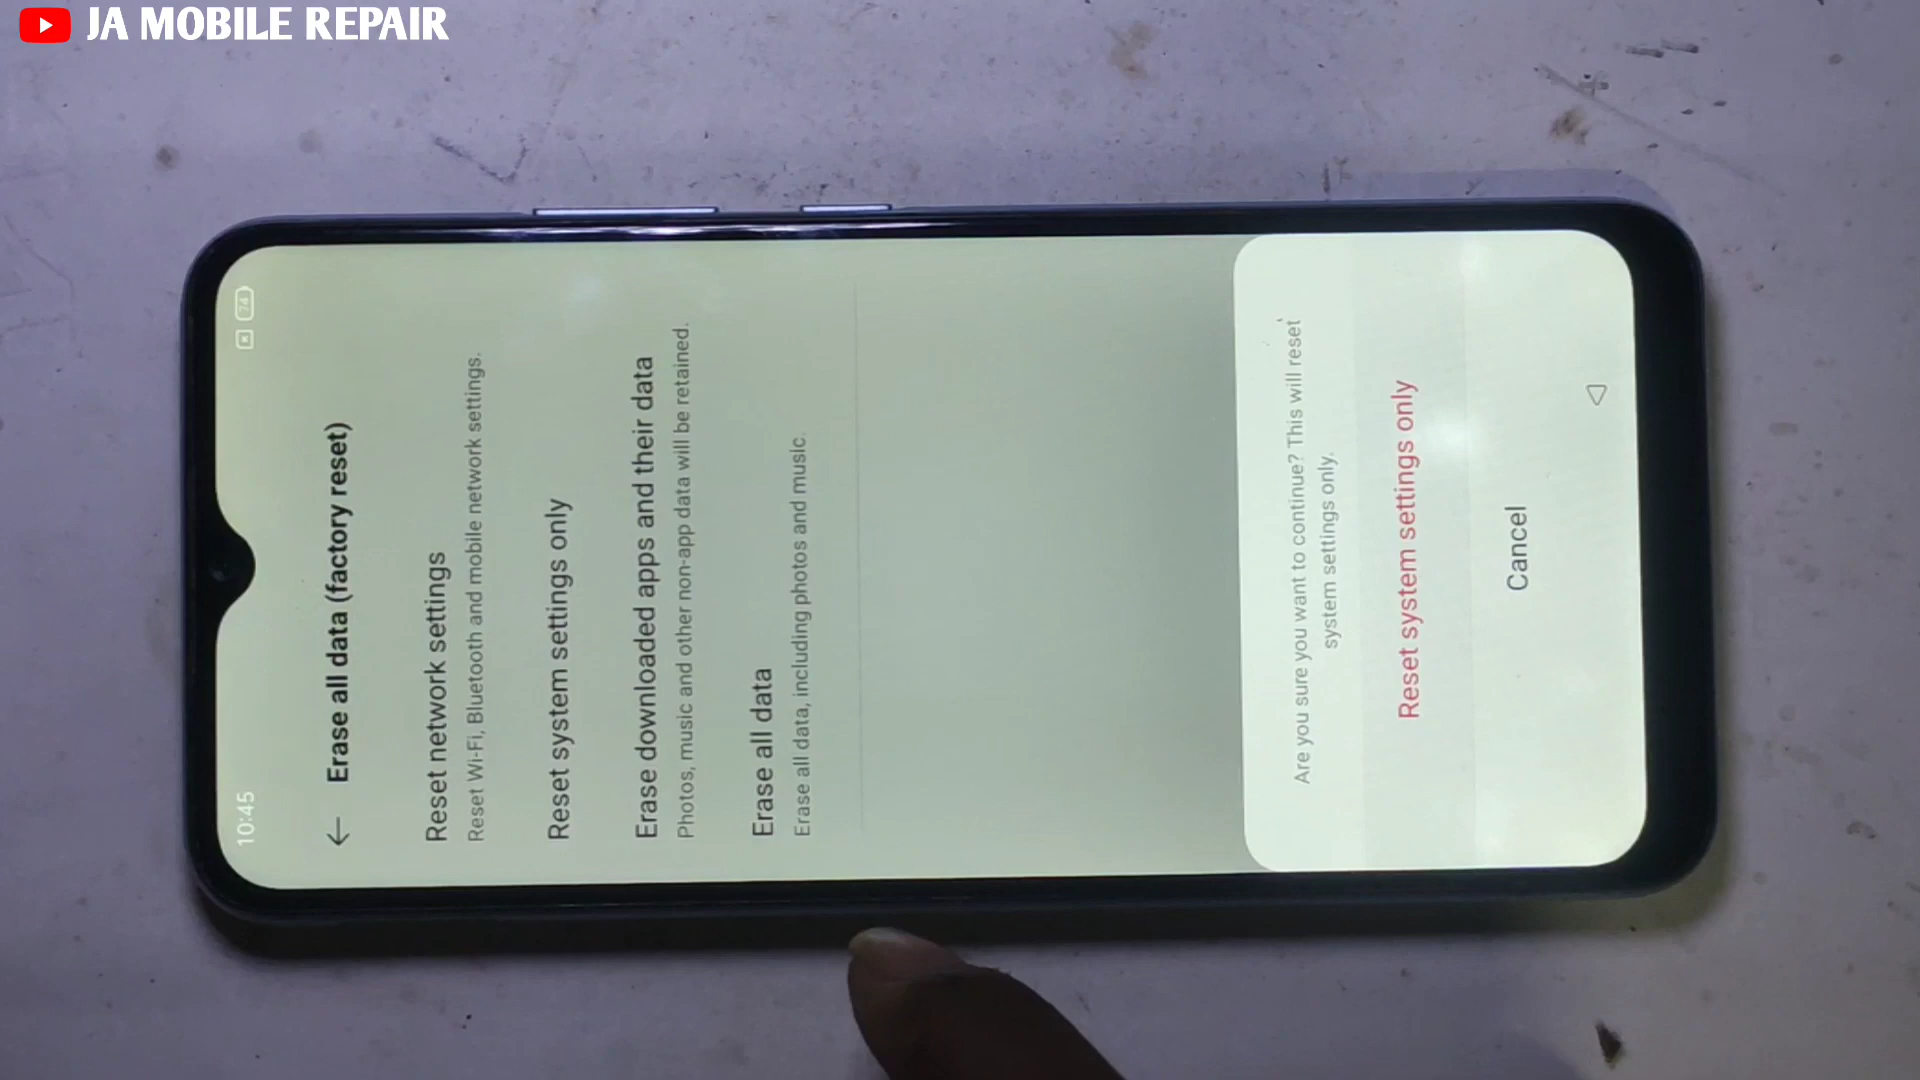 JA MOBILE REPAIR
10:45
74
Erase all data (factory reset)
Reset network settings
Reset Wi-Fi, Bluetooth and mobile network settings.
Reset system settings only
Erase downloaded apps and their data
Photos, music and other non-app data will be retained.
Erase all data
Erase all data, including photos and music.
Are you sure you want to continue? This will reset
system settings only.
Reset system settings only
Cancel